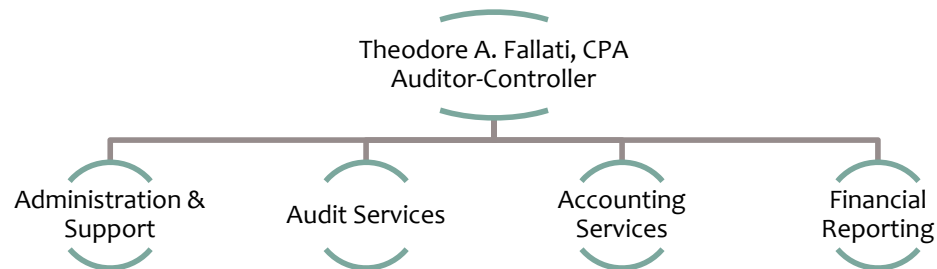 Theodore A. Fallati, CPA
Auditor-Controller
Administration &
Support
Audit Services
Accounting
Services
Financial
Reporting